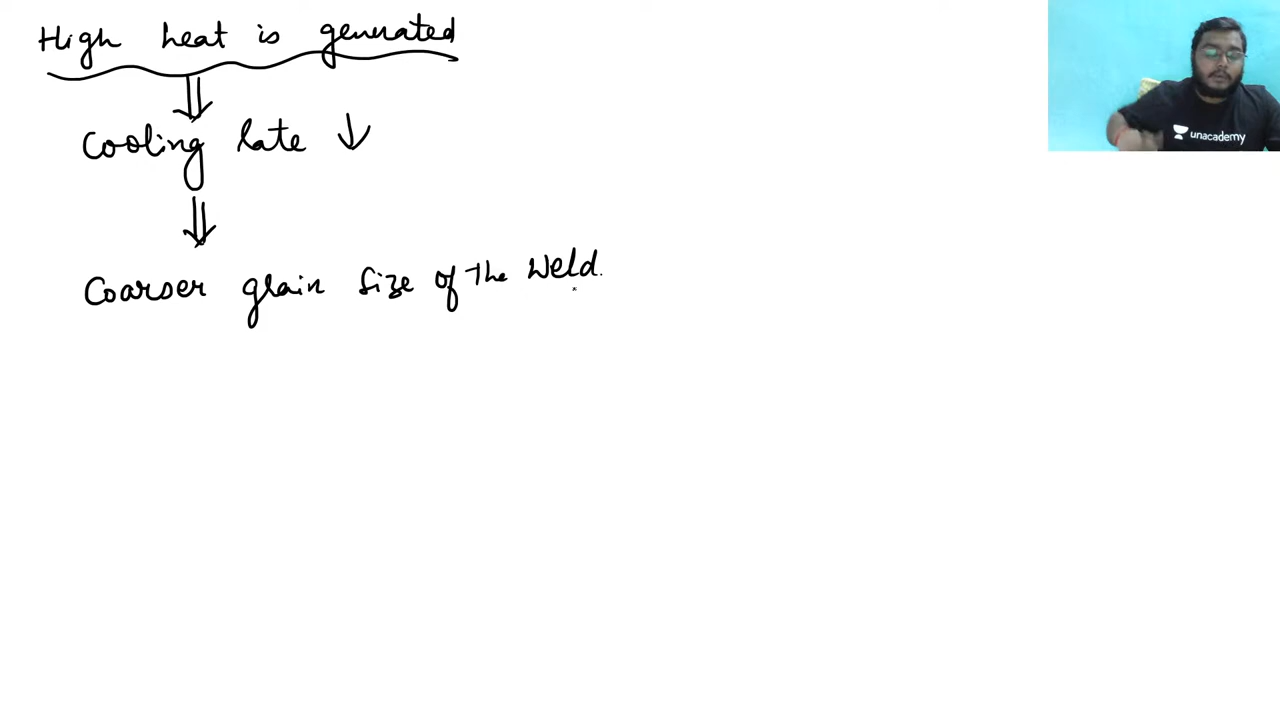 High heat is generated
⇓
Cooling rate ↓
⇓
Coarser grain size of the weld.
unacademy